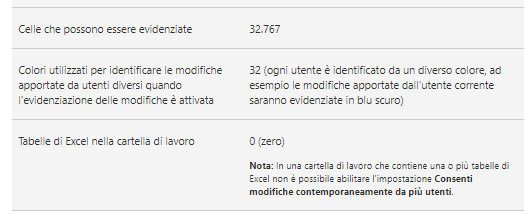 Celle che possono essere evidenziate
32.767
Colori utilizzati per identificare le modifiche
apportate da utenti diversi quando
l'evidenziazione delle modifiche è attivata
32 (ogni utente è identificato da un diverso colore, ad
esempio le modifiche apportate dall'utente corrente
saranno evidenziate in blu scuro)
Tabelle di Excel nella cartella di lavoro
0 (zero)
Nota: In una cartella di lavoro che contiene una o più tabelle di
Excel non è possibile abilitare l'impostazione Consenti
modifiche contemporaneamente da più utenti.